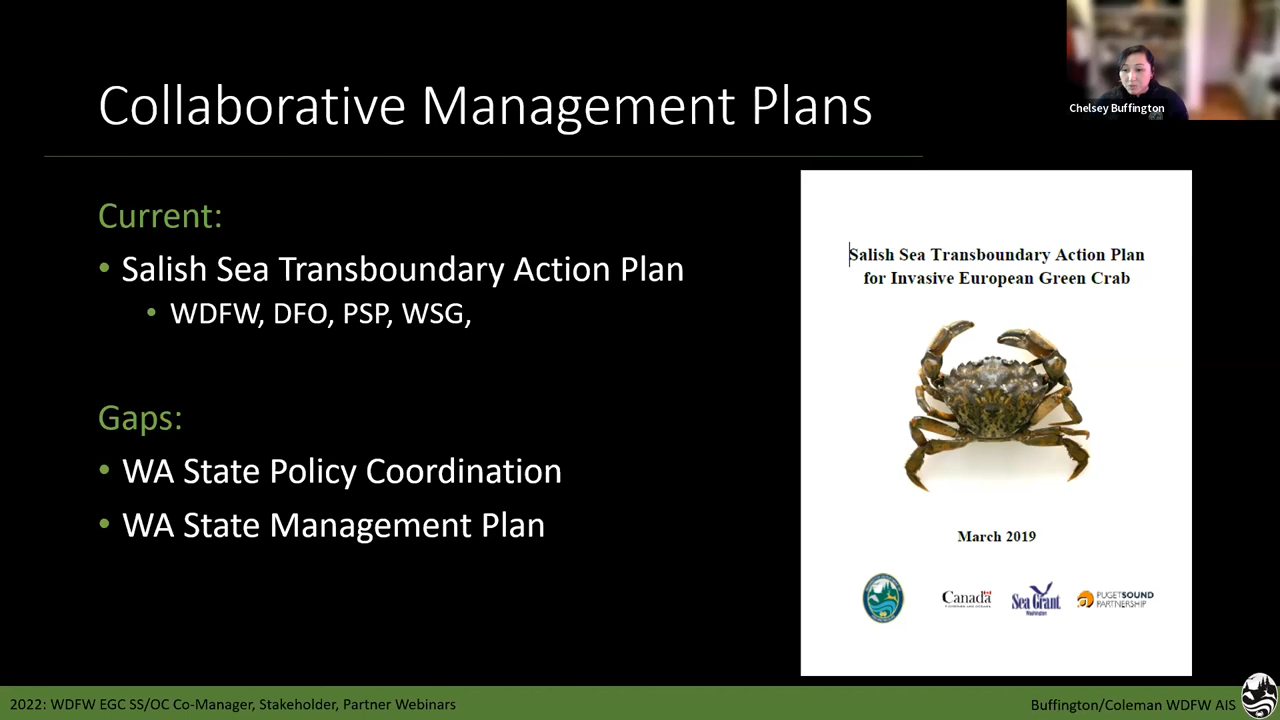 Collaborative Management Plans
Chelsey Buffington
Current:
• Salish Sea Transboundary Action Plan
• WDFW, DFO, PSP, WSG,
Gaps:
• WA State Policy Coordination
• WA State Management Plan
Salish Sea Transboundary Action Plan
for Invasive European Green Crab
March 2019
Canada
Sea Grant
Washington
PUGETSOUND
PARTNERSHIP
2022: WDFW EGC SS/OC Co-Manager, Stakeholder, Partner Webinars
Buffington/Coleman WDFW AIS